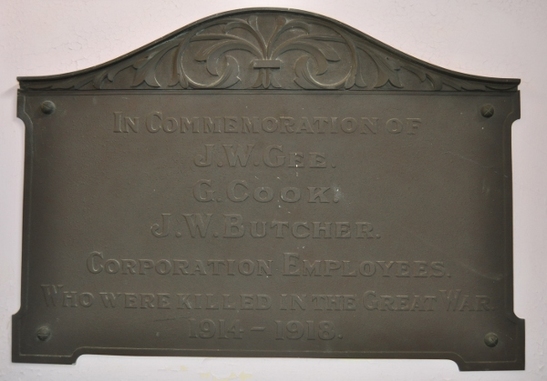 In Commemoration of
J.W. Gee.
G. Cook.
J.W. Butcher.
Corporation Employees.
Who were killed in the Great War
1914 – 1918.